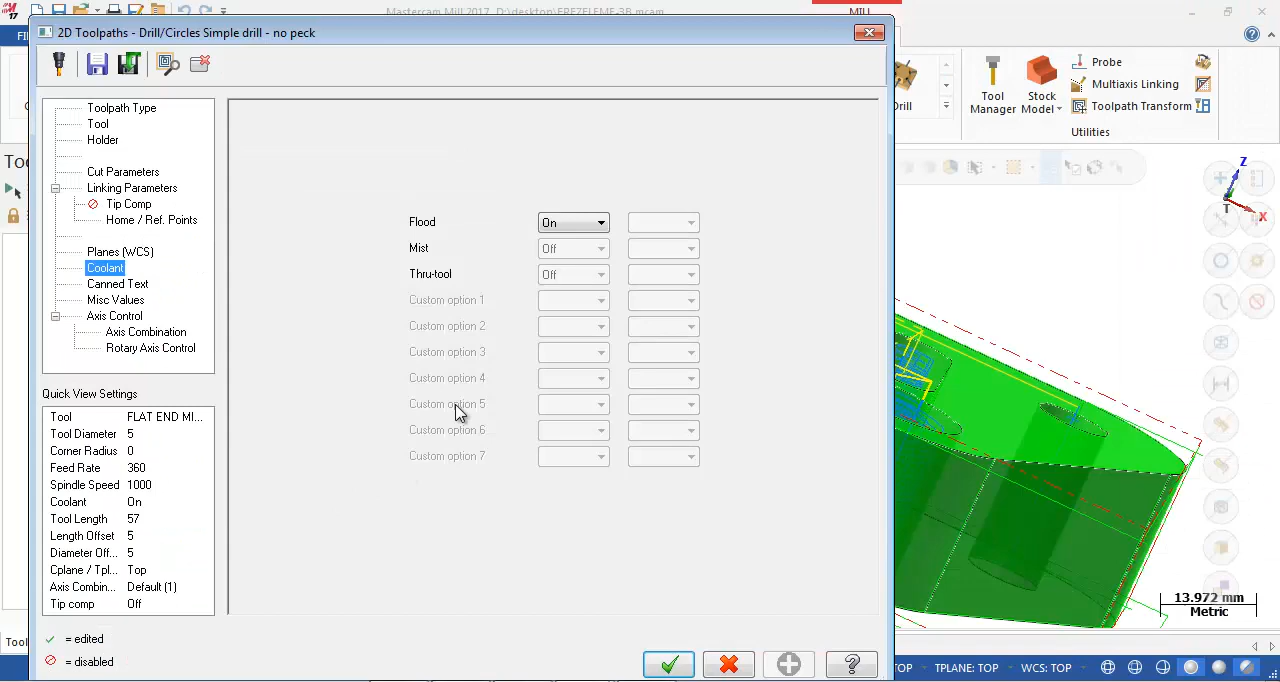 Mastercam Mill 2017 D:\desktop\FREZELEME-3B.mcam
MILL
17
2D Toolpaths - Drill/Circles Simple drill - no peck
FI
Drill
Tool
Manager
Stock
Model
Probe
Multiaxis Linking
Toolpath Transform
Utilities
Toolpath Type
Tool
Holder
Cut Parameters
Linking Parameters
Tip Comp
Home / Ref. Points
Planes (WCS)
Coolant
Canned Text
Misc Values
Axis Control
Axis Combination
Rotary Axis Control
Flood On
Mist Off
Thru-tool Off
Custom option 1
Custom option 2
Custom option 3
Custom option 4
Custom option 5
Custom option 6
Custom option 7
Quick View Settings
Tool FLAT END MI...
Tool Diameter 5
Corner Radius 0
Feed Rate 360
Spindle Speed 1000
Coolant On
Tool Length 57
Length Offset 5
Diameter Off... 5
Cplane / Tpl... Top
Axis Combin... Default (1)
Tip comp Off
= edited
= disabled
Z
T
X
13.972 mm
Metric
Tool
TOP TPLANE: TOP WCS: TOP